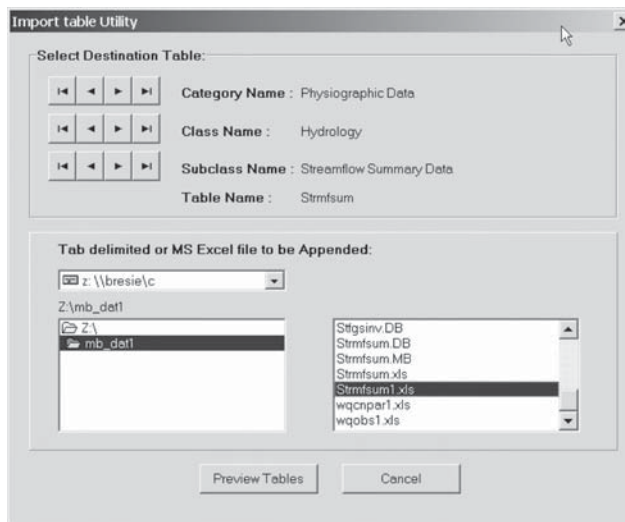 Import table Utility
Select Destination Table:
Category Name : Physiographic Data
Class Name : Hydrology
Subclass Name : Streamflow Summary Data
Table Name : Strmfsum
Tab delimited or MS Excel file to be Appended:
z: \\bresie\c
Z:\mb_dat1
Z:\
mb_dat1
Stfgsinv.DB
Strmfsum.DB
Strmfsum.MB
Strmfsum.xls
Strmfsum1.xls
wqcnpar1.xls
wqobs1.xls
Preview Tables
Cancel